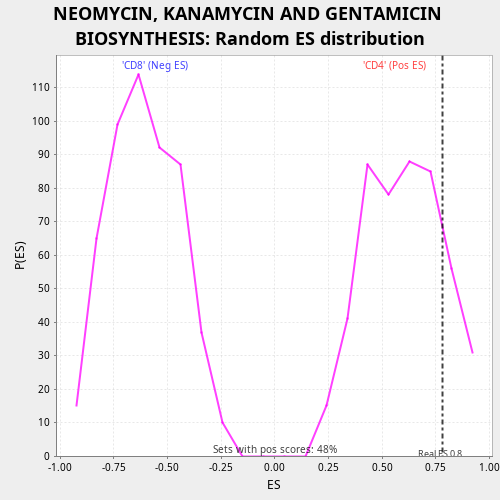 NEOMYCIN, KANAMYCIN AND GENTAMICIN
BIOSYNTHESIS: Random ES distribution
'CD8' (Neg ES)
'CD4' (Pos ES)
110
100
90
80
70
60
50
40
30
20
10
0
P(ES)
Sets with pos scores: 48%
Real ES 0.8
-1.00
-0.75
-0.50
-0.25
0.00
0.25
0.50
0.75
1.00
ES